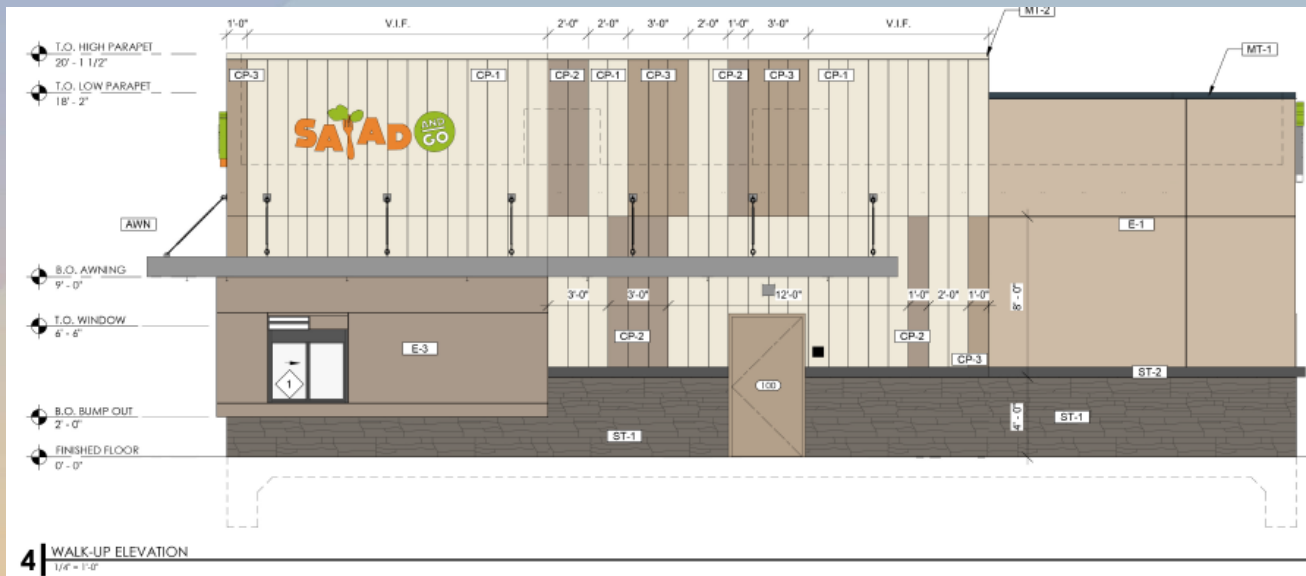 1'-0" V.I.F. 2'-0" 2'-0" 3'-0" 2'-0" 1'-0" 3'-0" V.I.F.
MT-2
MT-1
T.O. HIGH PARAPET
20' - 1 1/2"
T.O. LOW PARAPET
18' - 2"
CP-3 CP-1 CP-2 CP-1 CP-3 CP-2 CP-3 CP-1
SALAD AND GO
AWN
E-1
B.O. AWNING
9' - 0"
3'-0" 3'-0" 12'-0" 1'-0" 2'-0" 1'-0"
8' - 0"
T.O. WINDOW
6' - 6"
E-3
CP-2
CP-2
CP-3
ST-2
1
100
B.O. BUMP OUT
2' - 0"
ST-1
ST-1
4' - 0"
FINISHED FLOOR
0' - 0"
4 WALK-UP ELEVATION
1/4" = 1'-0"